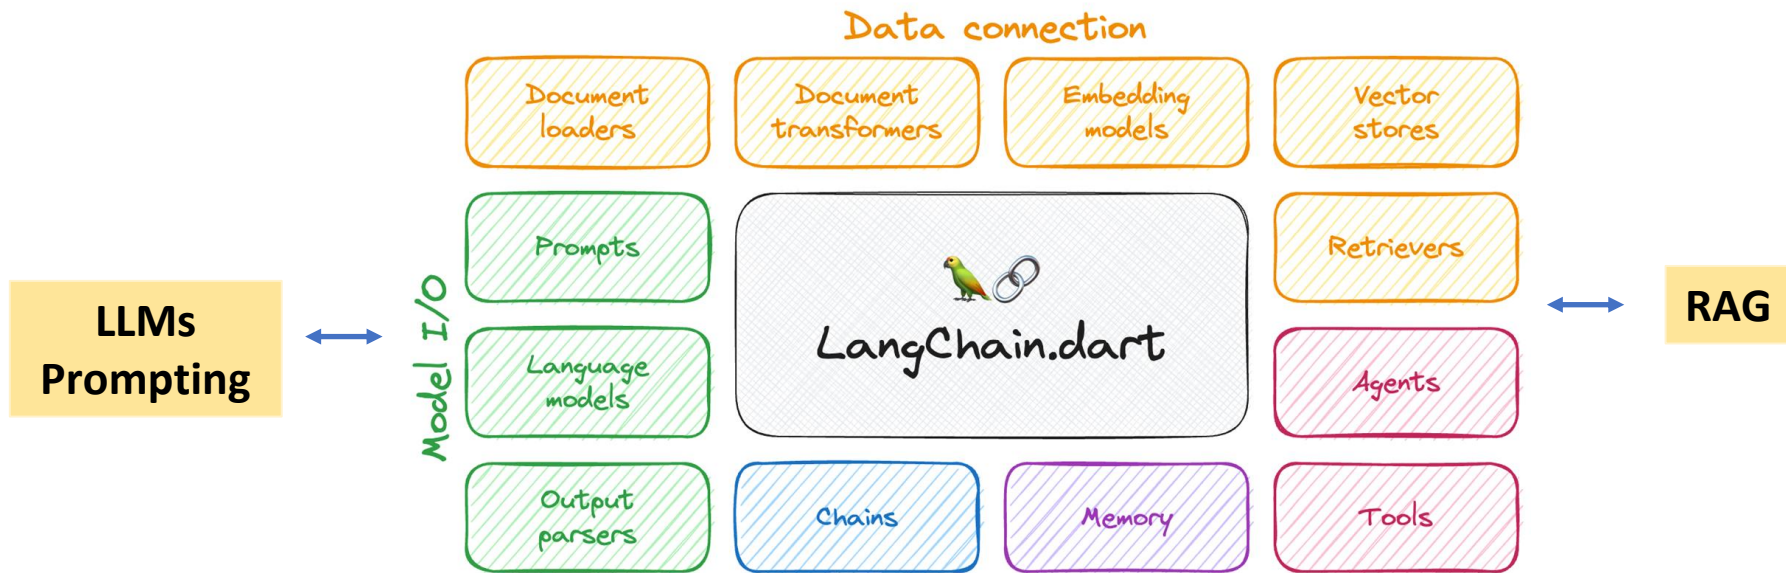 Data connection
Document
loaders
Document
transformers
Embedding
models
Vector
stores
Prompts
Retrievers
LLMs
Prompting
Model I/O
LangChain.dart
RAG
Language
models
Agents
Output
parsers
Chains
Memory
Tools